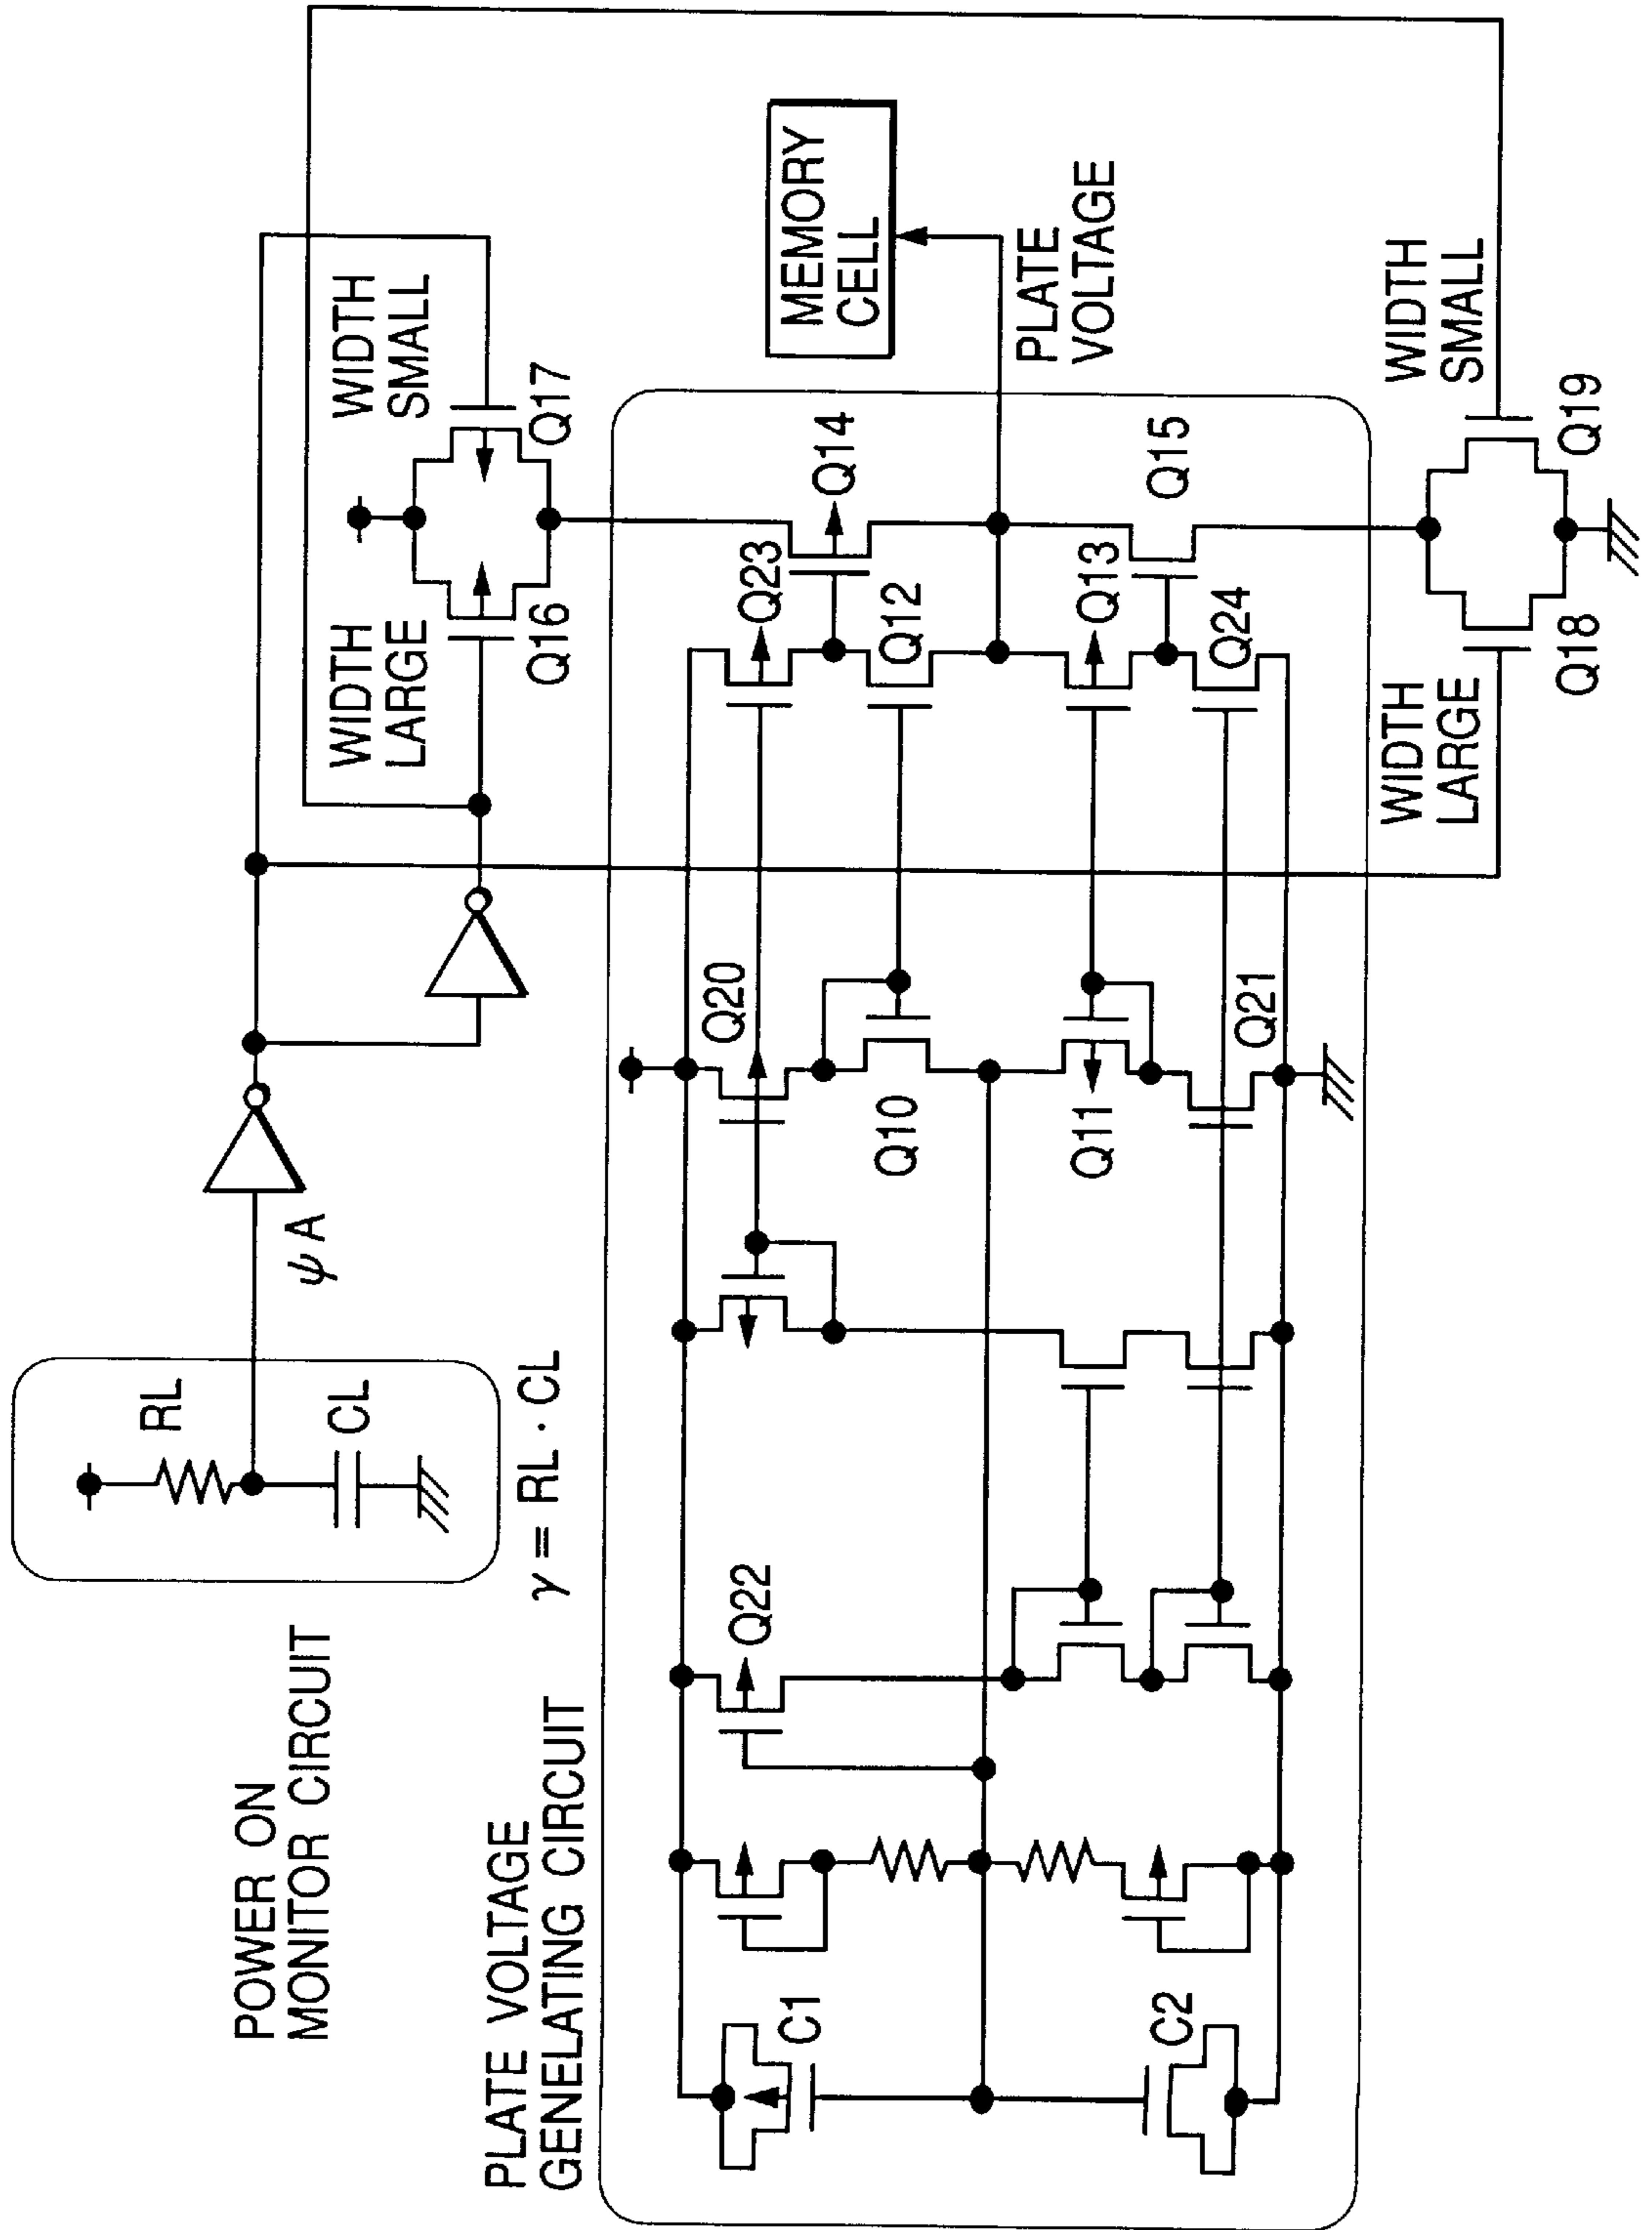 POWER ON
MONITOR CIRCUIT
RL
CL
γ = RL · CL
ψA
WIDTH
LARGE
Q16
WIDTH
SMALL
Q17
PLATE VOLTAGE
GENELATING CIRCUIT
C1
C2
Q22
Q20
Q10
Q11
Q21
Q23
Q12
Q13
Q24
Q14
Q15
MEMORY
CELL
PLATE
VOLTAGE
WIDTH
LARGE
Q18
WIDTH
SMALL
Q19